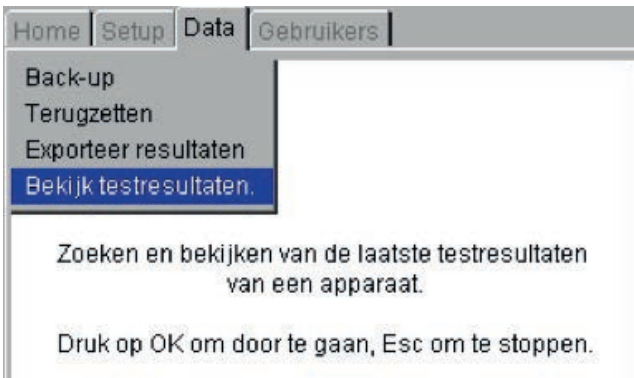 Home Setup Data Gebruikers
Back-up
Terugzetten
Exporteer resultaten
Bekijk testresultaten.
Zoeken en bekijken van de laatste testresultaten
van een apparaat.
Druk op OK om door te gaan, Esc om te stoppen.